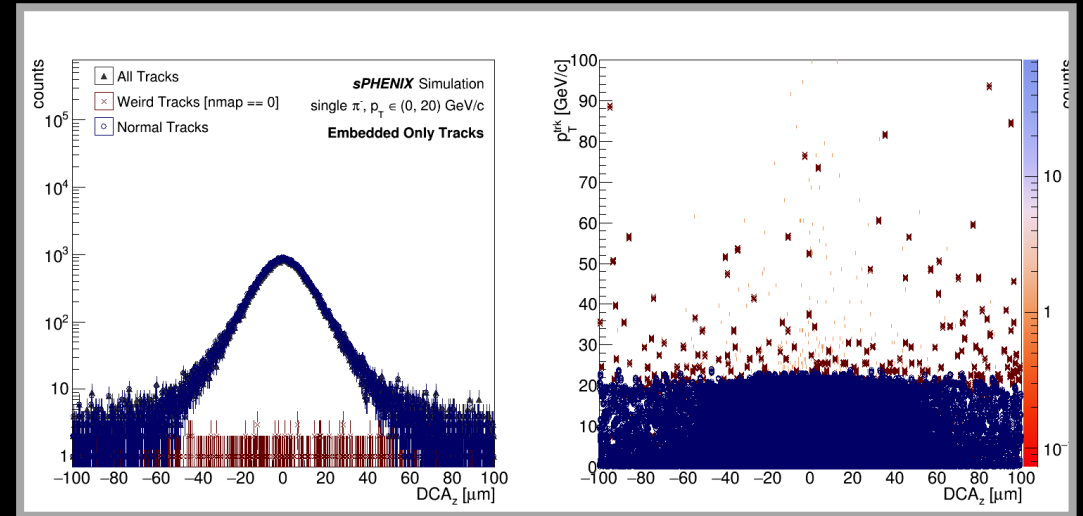 counts
All Tracks
Weird Tracks [nmap == 0]
Normal Tracks
sPHENIX Simulation
single π⁻, p_T ∈ (0, 20) GeV/c
Embedded Only Tracks
10⁵
10⁴
10³
10²
10
1
−100 −80 −60 −40 −20 0 20 40 60 80 100
DCA_z [μm]
p_T^trk [GeV/c]
100
90
80
70
60
50
40
30
20
10
0
−100 −80 −60 −40 −20 0 20 40 60 80 100
DCA_z [μm]
counts
10
1